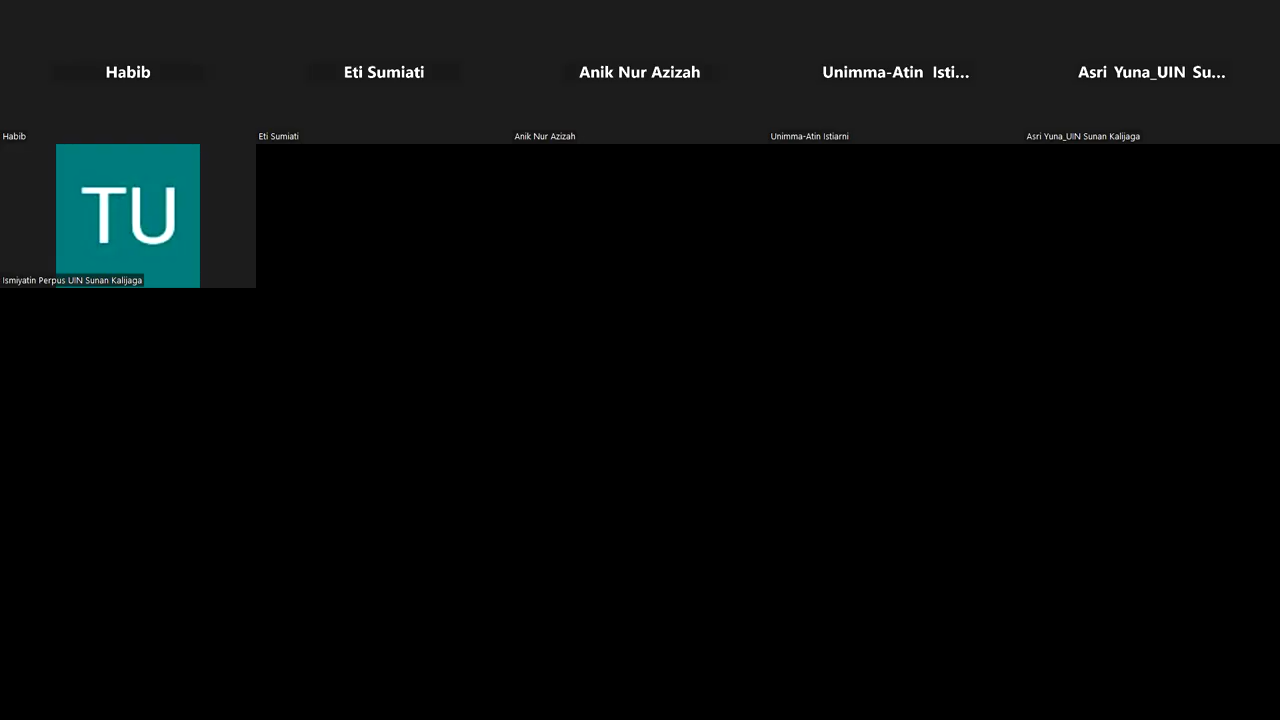 Habib
Eti Sumiati
Anik Nur Azizah
Unimma-Atin Isti...
Asri Yuna_UIN Su...
Habib
Eti Sumiati
Anik Nur Azizah
Unimma-Atin Istiarni
Asri Yuna_UIN Sunan Kalijaga
TU
Ismiyatin Perpus UIN Sunan Kalijaga